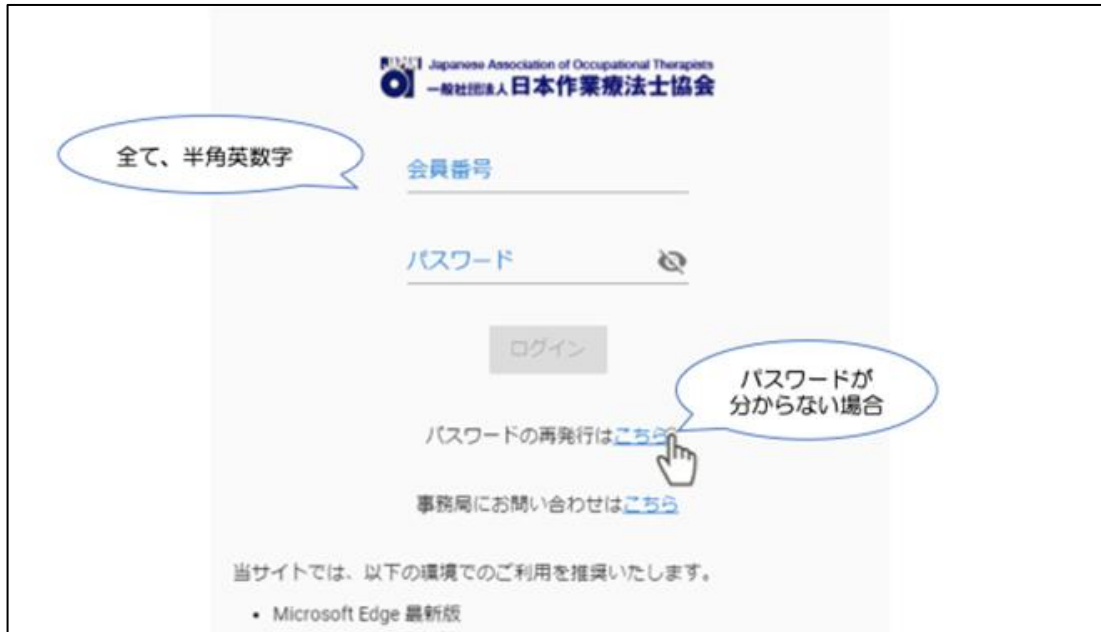 Japanese Association of Occupational Therapists
一般社団法人日本作業療法士協会
全て、半角英数字
会員番号
パスワード
ログイン
パスワードが
分からない場合
パスワードの再発行はこちら
事務局にお問い合わせはこちら
当サイトでは、以下の環境でのご利用を推奨いたします。
• Microsoft Edge 最新版